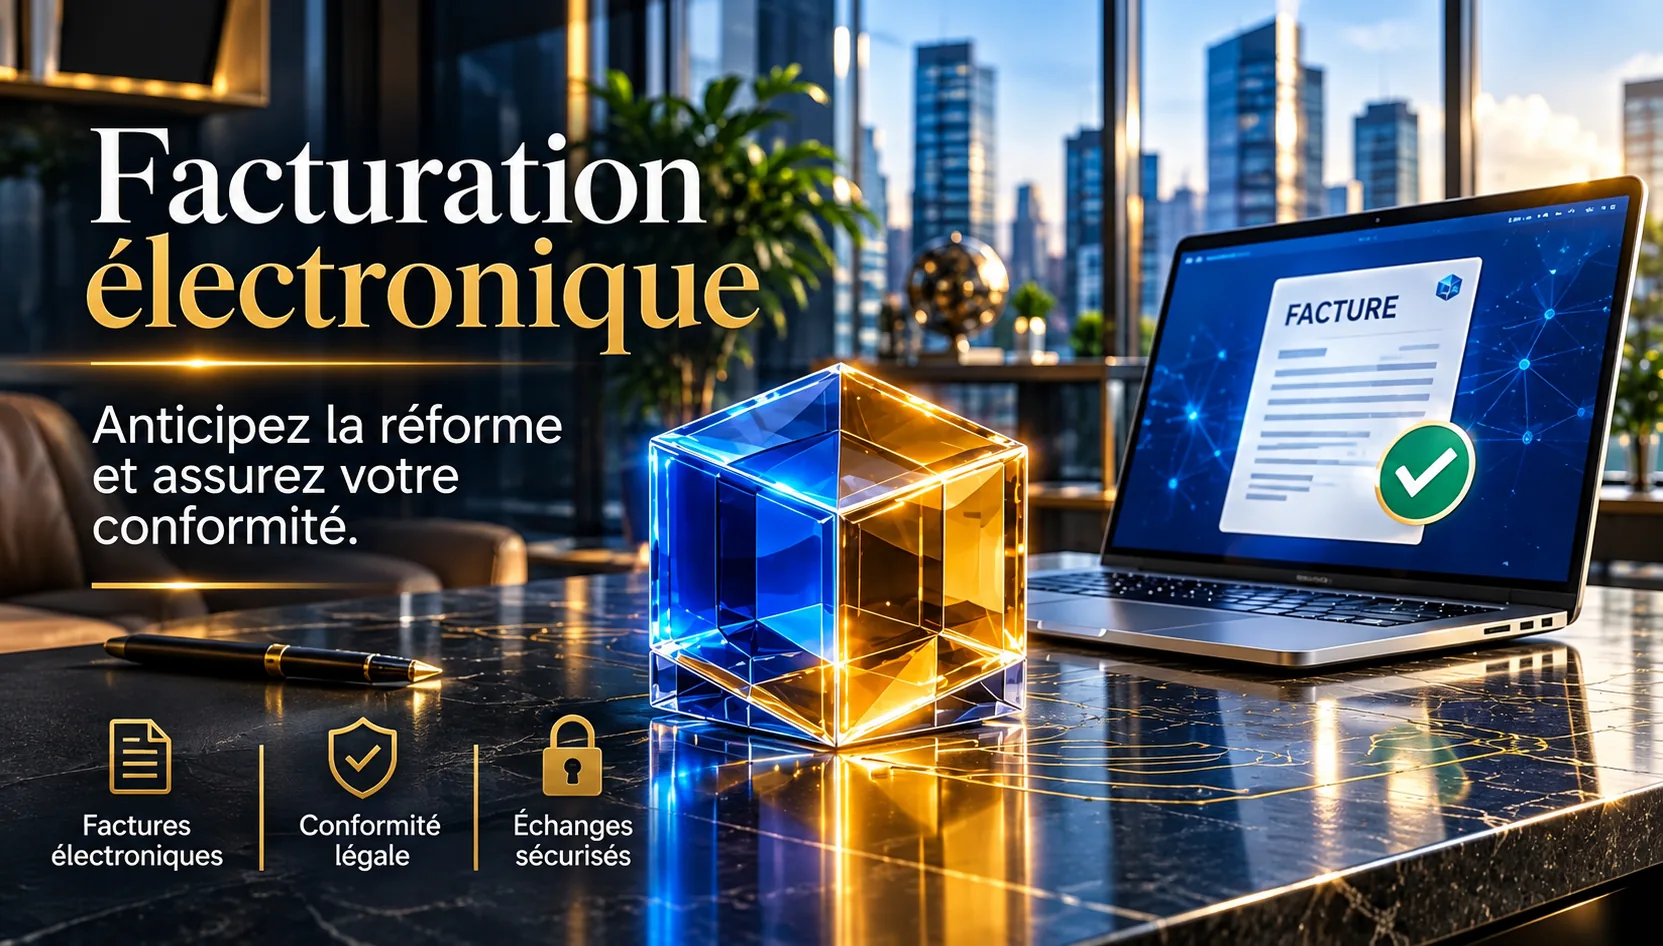 Facturation
électronique
Anticipez la réforme
et assurez votre
conformité.
FACTURE
Factures
électroniques
Conformité
légale
Échanges
sécurisés